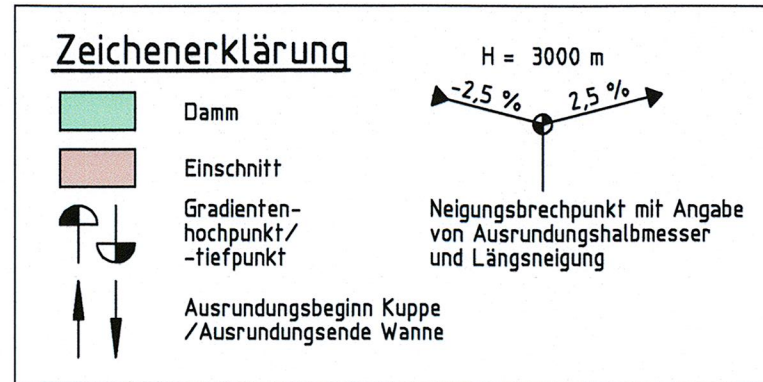 Zeichenerklärung
Damm
Einschnitt
Gradienten-
hochpunkt/
-tiefpunkt
Ausrundungsbeginn Kuppe
/Ausrundungsende Wanne
H = 3000 m
-2,5 % 2,5 %
Neigungsbrechpunkt mit Angabe
von Ausrundungshalbmesser
und Längsneigung